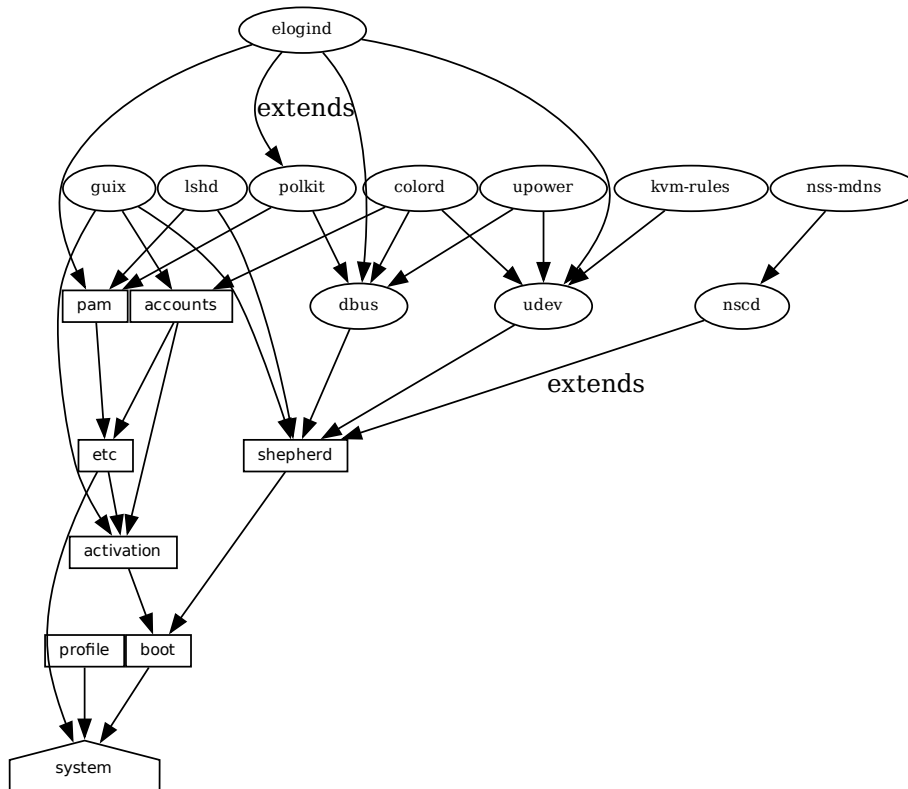 elogind
extends
guix
lshd
polkit
colord
upower
kvm-rules
nss-mdns
pam
accounts
dbus
udev
nscd
extends
etc
shepherd
activation
profile
boot
system